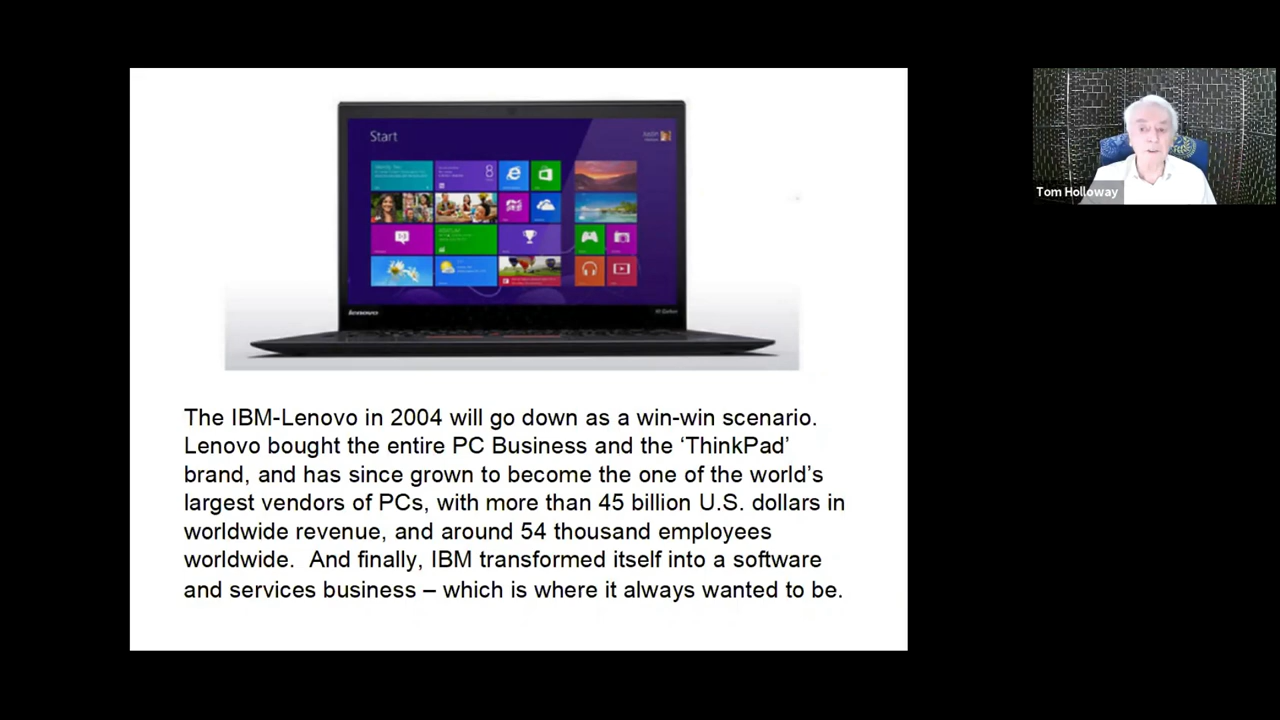 Start
8
lenovo
The IBM-Lenovo in 2004 will go down as a win-win scenario.
Lenovo bought the entire PC Business and the ‘ThinkPad’
brand, and has since grown to become the one of the world’s
largest vendors of PCs, with more than 45 billion U.S. dollars in
worldwide revenue, and around 54 thousand employees
worldwide.  And finally, IBM transformed itself into a software
and services business – which is where it always wanted to be.
Tom Holloway